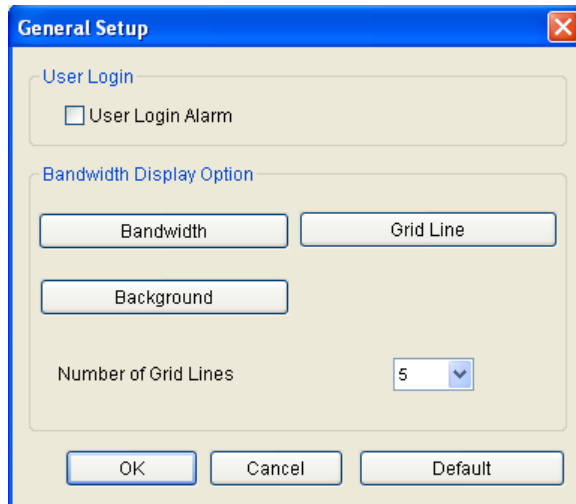 General Setup
User Login
User Login Alarm
Bandwidth Display Option
Bandwidth Grid Line
Background
Number of Grid Lines 5
OK Cancel Default